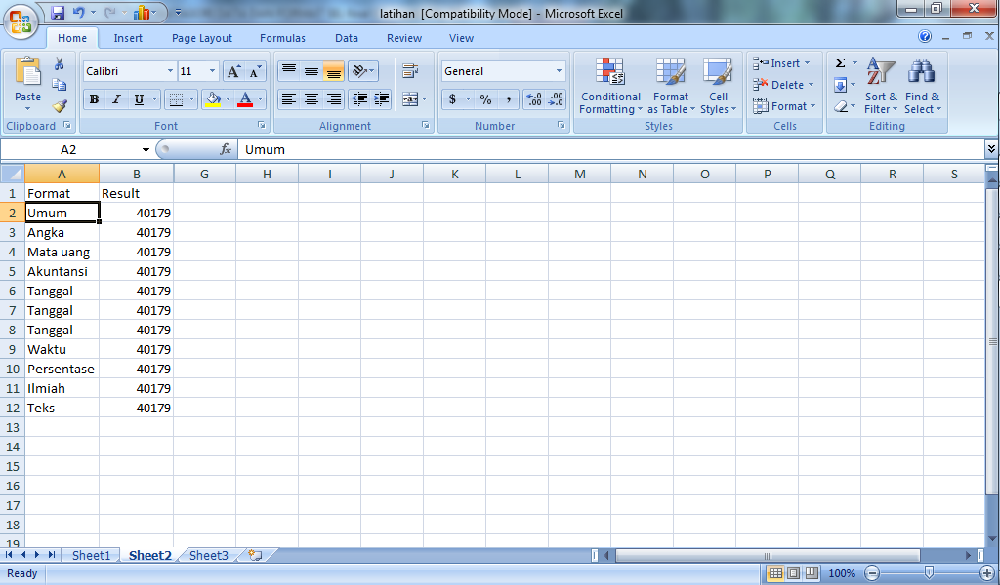 latihan [Compatibility Mode] - Microsoft Excel
Home Insert Page Layout Formulas Data Review View
Paste
Calibri 11
A A
B I U
A
General
$ % ,
.00 .0
Conditional Formatting
Format as Table
Cell Styles
Insert
Delete
Format
Σ
Sort & Filter
Find & Select
Clipboard Font Alignment Number Styles Cells Editing
A2 fx Umum
A B G H I J K L M N O P Q R S
1 Format Result
2 Umum 40179
3 Angka 40179
4 Mata uang 40179
5 Akuntansi 40179
6 Tanggal 40179
7 Tanggal 40179
8 Tanggal 40179
9 Waktu 40179
10 Persentase 40179
11 Ilmiah 40179
12 Teks 40179
13
14
15
16
17
18
19
Sheet1 Sheet2 Sheet3
Ready 100%